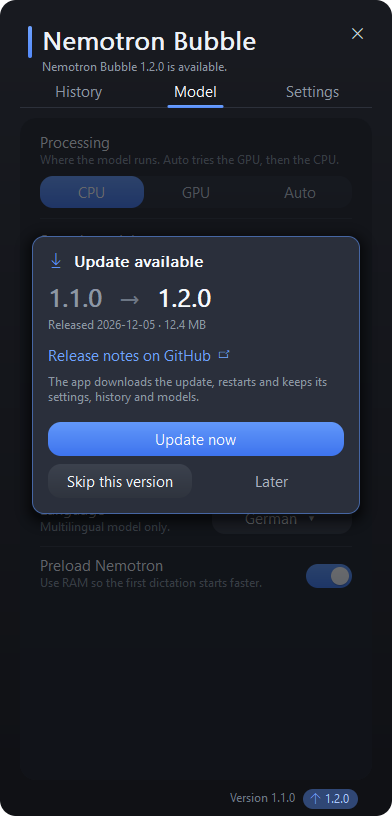 Nemotron Bubble
Nemotron Bubble 1.2.0 is available.
History Model Settings
Processing
Where the model runs. Auto tries the GPU, then the CPU.
CPU GPU Auto
Update available
1.1.0 → 1.2.0
Released 2026-12-05 · 12.4 MB
Release notes on GitHub
The app downloads the update, restarts and keeps its
settings, history and models.
Update now
Skip this version Later
Language German
Multilingual model only.
Preload Nemotron
Use RAM so the first dictation starts faster.
Version 1.1.0 ↑ 1.2.0